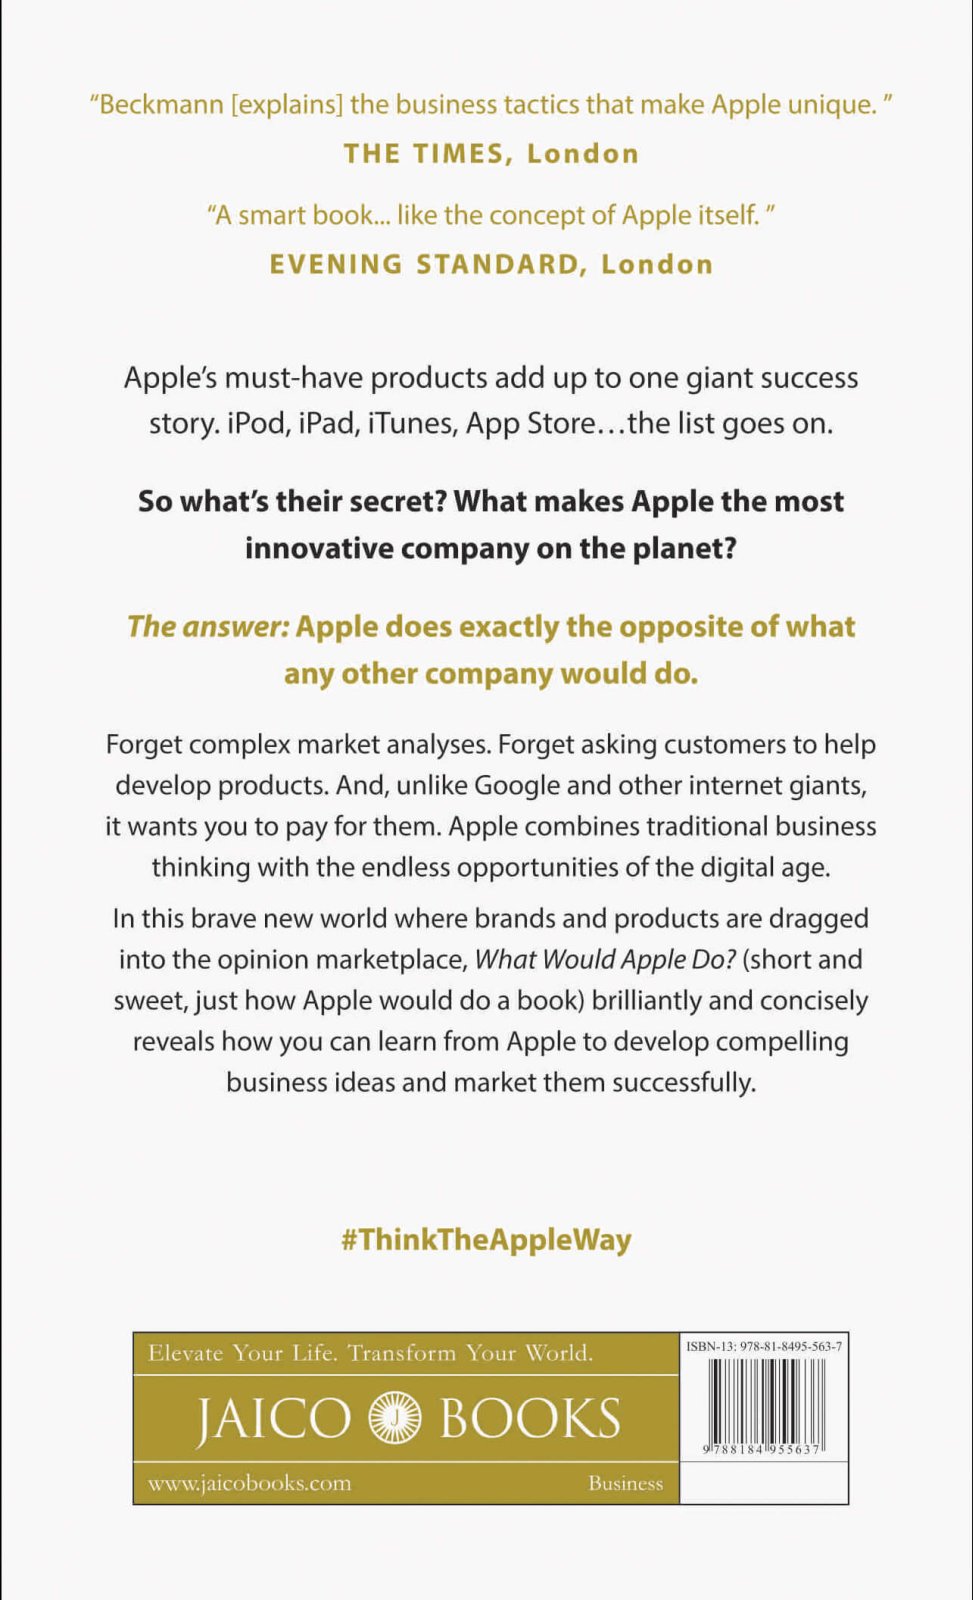 “Beckmann [explains] the business tactics that make Apple unique. ”
THE TIMES, London
“A smart book... like the concept of Apple itself. ”
EVENING STANDARD, London
Apple’s must-have products add up to one giant success
story. iPod, iPad, iTunes, App Store…the list goes on.
So what’s their secret? What makes Apple the most
innovative company on the planet?
The answer: Apple does exactly the opposite of what
any other company would do.
Forget complex market analyses. Forget asking customers to help
develop products. And, unlike Google and other internet giants,
it wants you to pay for them. Apple combines traditional business
thinking with the endless opportunities of the digital age.
In this brave new world where brands and products are dragged
into the opinion marketplace, What Would Apple Do? (short and
sweet, just how Apple would do a book) brilliantly and concisely
reveals how you can learn from Apple to develop compelling
business ideas and market them successfully.
#ThinkTheAppleWay
Elevate Your Life. Transform Your World.
JAICO J BOOKS
www.jaicobooks.com Business
ISBN-13: 978-81-8495-563-7
9 788184 955637